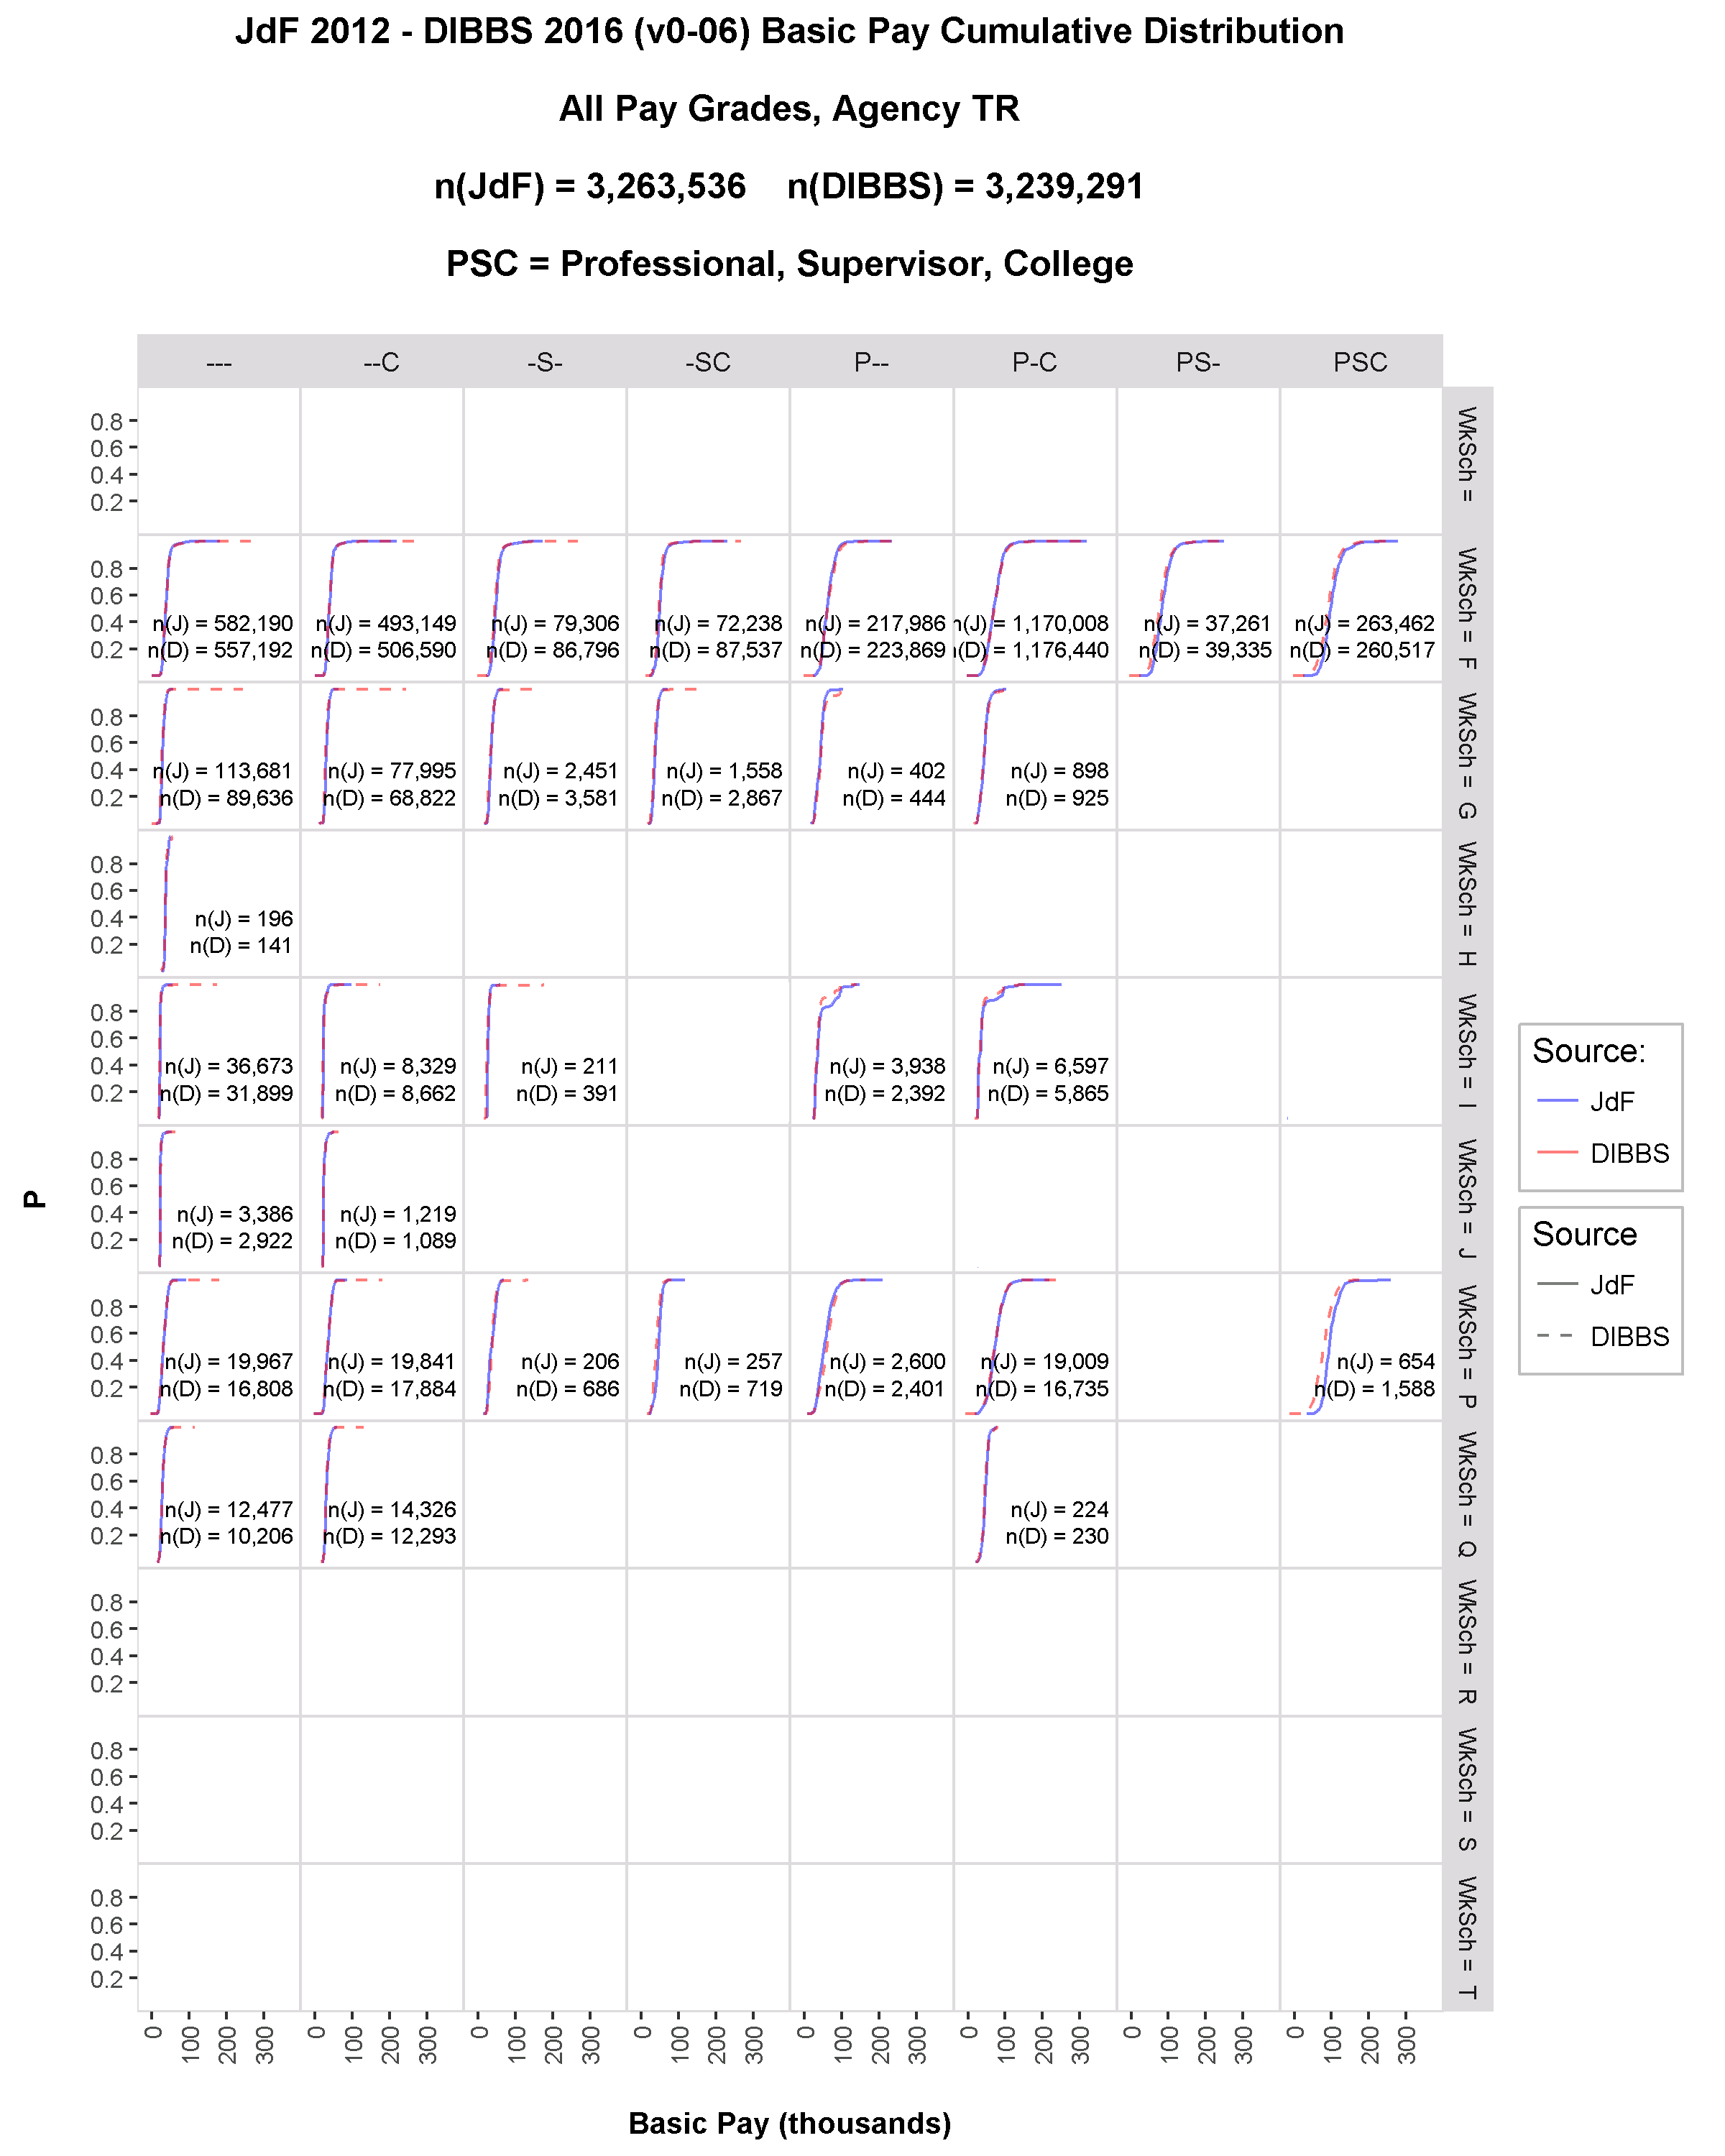 JdF 2012 - DIBBS 2016 (v0-06) Basic Pay Cumulative Distribution
All Pay Grades, Agency TR
n(JdF) = 3,263,536 n(DIBBS) = 3,239,291
PSC = Professional, Supervisor, College
--- --C -S- -SC P-- P-C PS- PSC
0.8
0.6
0.4
0.2
WkSch =
0.8
0.6
0.4
0.2
n(J) = 582,190 n(J) = 493,149 n(J) = 79,306 n(J) = 72,238 n(J) = 217,986 n(J) = 1,170,008 n(J) = 37,261 n(J) = 263,462
n(D) = 557,192 n(D) = 506,590 n(D) = 86,796 n(D) = 87,537 n(D) = 223,869 n(D) = 1,176,440 n(D) = 39,335 n(D) = 260,517
WkSch = F
0.8
0.6
0.4
0.2
n(J) = 113,681 n(J) = 77,995 n(J) = 2,451 n(J) = 1,558 n(J) = 402 n(J) = 898
n(D) = 89,636 n(D) = 68,822 n(D) = 3,581 n(D) = 2,867 n(D) = 444 n(D) = 925
WkSch = G
0.8
0.6
0.4
0.2
n(J) = 196
n(D) = 141
WkSch = H
0.8
0.6
0.4
0.2
n(J) = 36,673 n(J) = 8,329 n(J) = 211 n(J) = 3,938 n(J) = 6,597
n(D) = 31,899 n(D) = 8,662 n(D) = 391 n(D) = 2,392 n(D) = 5,865
WkSch = I
0.8
0.6
0.4
0.2
n(J) = 3,386 n(J) = 1,219
n(D) = 2,922 n(D) = 1,089
WkSch = J
0.8
0.6
0.4
0.2
n(J) = 19,967 n(J) = 19,841 n(J) = 206 n(J) = 257 n(J) = 2,600 n(J) = 19,009 n(J) = 654
n(D) = 16,808 n(D) = 17,884 n(D) = 686 n(D) = 719 n(D) = 2,401 n(D) = 16,735 n(D) = 1,588
WkSch = P
0.8
0.6
0.4
0.2
n(J) = 12,477 n(J) = 14,326 n(J) = 224
n(D) = 10,206 n(D) = 12,293 n(D) = 230
WkSch = Q
0.8
0.6
0.4
0.2
WkSch = R
0.8
0.6
0.4
0.2
WkSch = S
0.8
0.6
0.4
0.2
WkSch = T
0 100 200 300 0 100 200 300 0 100 200 300 0 100 200 300 0 100 200 300 0 100 200 300 0 100 200 300 0 100 200 300
Basic Pay (thousands)
P
Source:
JdF
DIBBS
Source
JdF
DIBBS